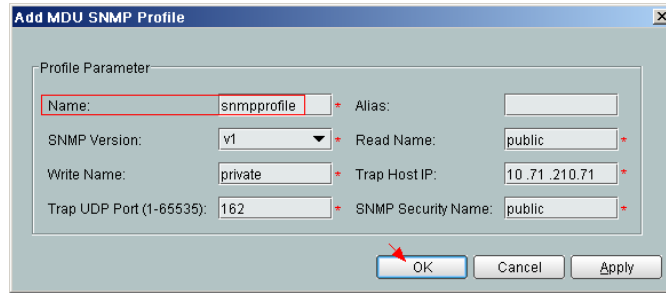 Add MDU SNMP Profile
Profile Parameter
Name: snmpprofile * Alias:
SNMP Version: v1 * Read Name: public *
Write Name: private * Trap Host IP: 10 .71 .210.71 *
Trap UDP Port (1-65535): 162 * SNMP Security Name: public *
OK Cancel Apply